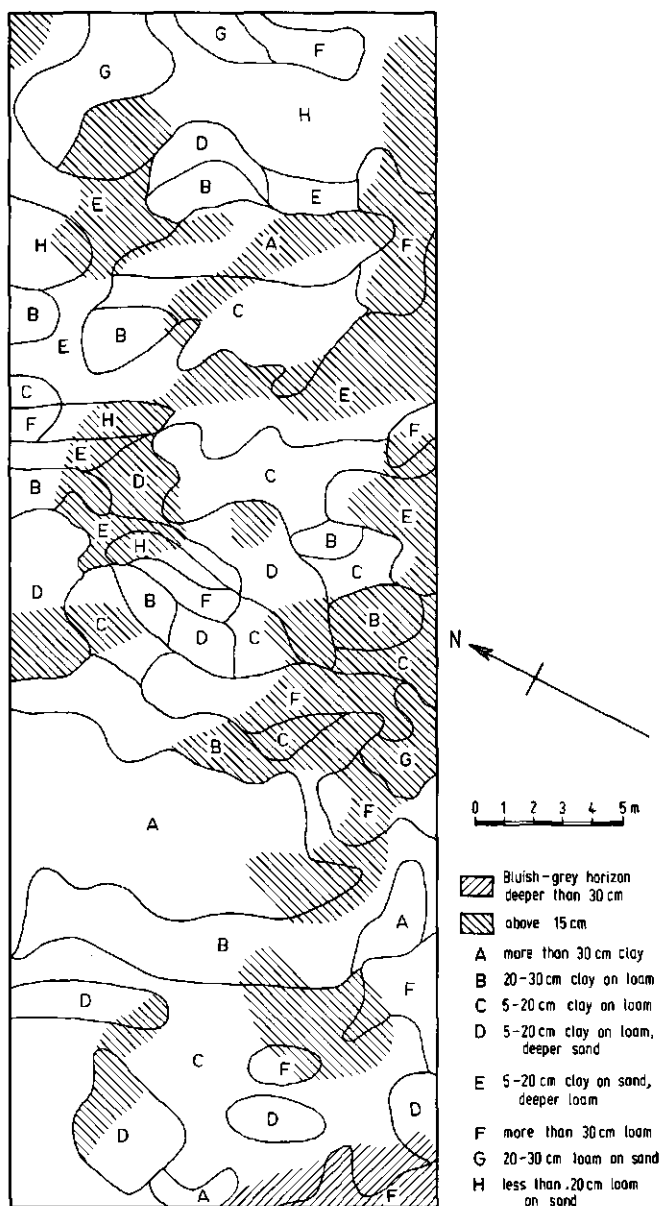 G
F
G
H
D
B
E
E
H
A
F
B
C
E
B
C
E
F
H
F
E
C
D
B
E
E
B
H
D
C
D
B
F
C
D
C
B
C
F
B
C
G
F
A
A
B
F
D
C
F
D
D
D
A
F
N
0 1 2 3 4 5 m
Bluish-grey horizon
deeper than 30 cm
above 15 cm
A more than 30 cm clay
B 20-30 cm clay on loam
C 5-20 cm clay on loam
D 5-20 cm clay on loam,
deeper sand
E 5-20 cm clay on sand,
deeper loam
F more than 30 cm loam
G 20-30 cm loam on sand
H less than .20 cm loam
on sand